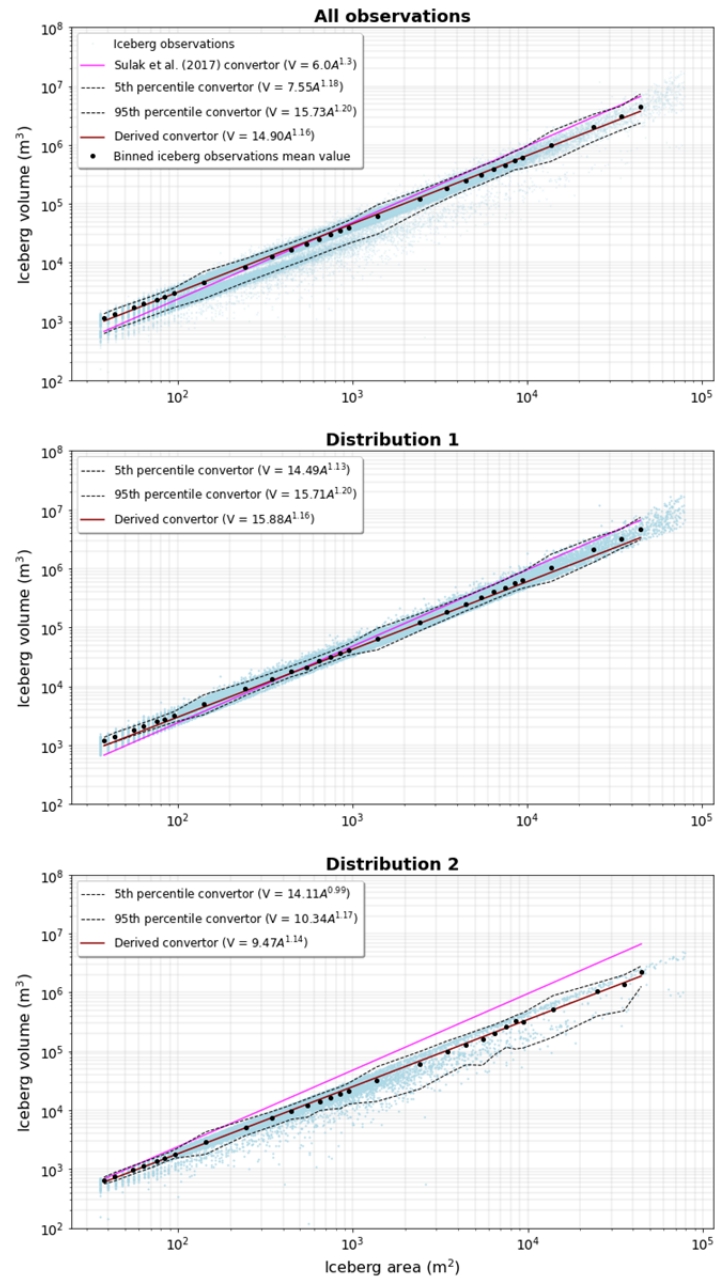 All observations
10^8
10^7
10^6
10^5
10^4
10^3
10^2
Iceberg volume (m^3)
Iceberg observations
Sulak et al. (2017) convertor (V = 6.0A^1.3)
5th percentile convertor (V = 7.55A^1.18)
95th percentile convertor (V = 15.73A^1.20)
Derived convertor (V = 14.90A^1.16)
Binned iceberg observations mean value
10^2 10^3 10^4 10^5
Distribution 1
10^8
10^7
10^6
10^5
10^4
10^3
10^2
Iceberg volume (m^3)
5th percentile convertor (V = 14.49A^1.13)
95th percentile convertor (V = 15.71A^1.20)
Derived convertor (V = 15.88A^1.16)
10^2 10^3 10^4 10^5
Distribution 2
10^8
10^7
10^6
10^5
10^4
10^3
10^2
Iceberg volume (m^3)
5th percentile convertor (V = 14.11A^0.99)
95th percentile convertor (V = 10.34A^1.17)
Derived convertor (V = 9.47A^1.14)
10^2 10^3 10^4 10^5
Iceberg area (m^2)